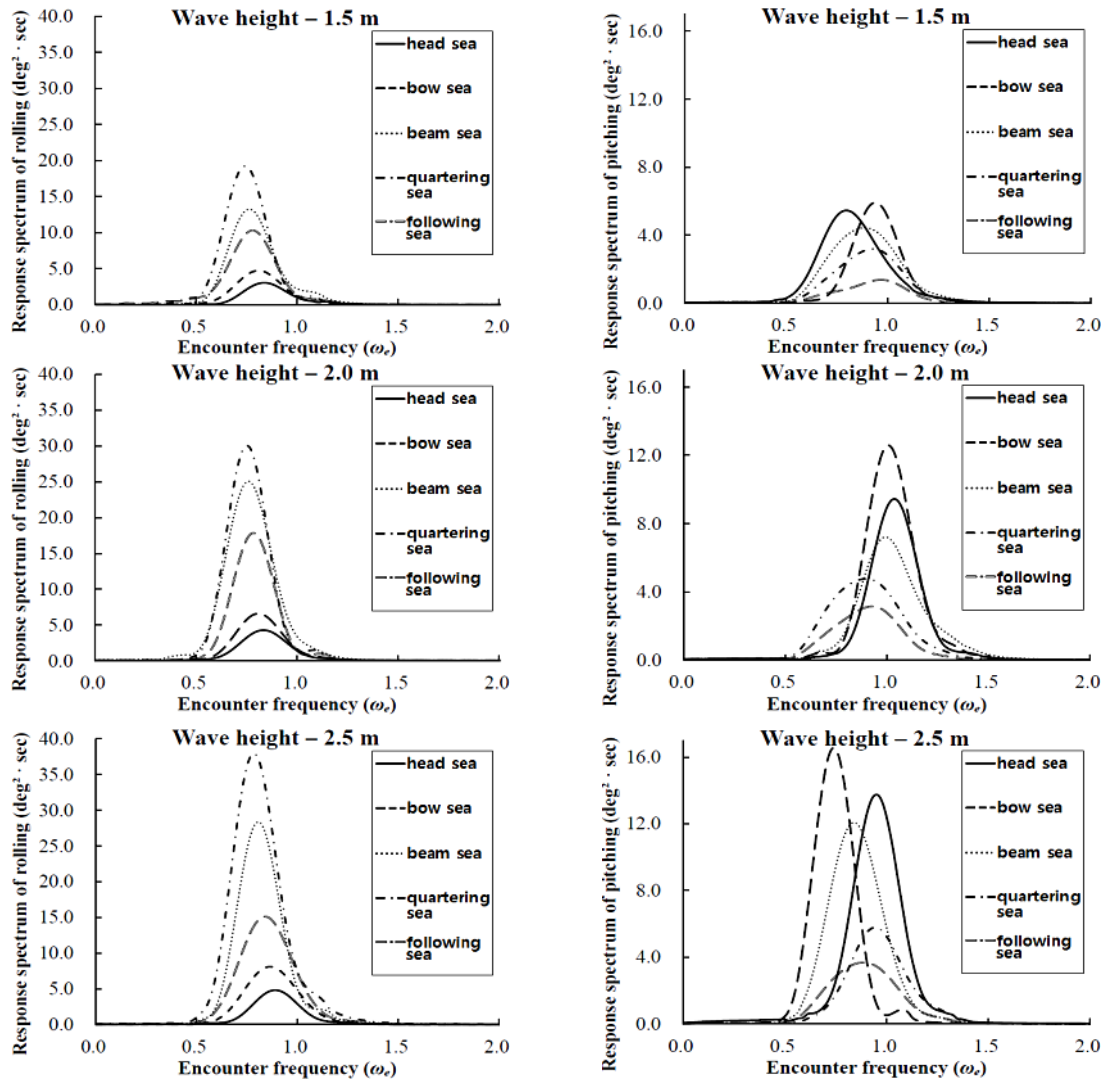 Wave height – 1.5 m
Response spectrum of rolling (deg² · sec)
40.0
35.0
30.0
25.0
20.0
15.0
10.0
5.0
0.0
head sea
bow sea
beam sea
quartering
sea
following
sea
0.0 0.5 1.0 1.5 2.0
Encounter frequency (ωe)
Wave height – 1.5 m
Response spectrum of pitching (deg² · sec)
16.0
12.0
8.0
4.0
0.0
head sea
bow sea
beam sea
quartering
sea
following
sea
0.0 0.5 1.0 1.5 2.0
Encounter frequency (ωe)
Wave height – 2.0 m
Response spectrum of rolling (deg² · sec)
40.0
35.0
30.0
25.0
20.0
15.0
10.0
5.0
0.0
head sea
bow sea
beam sea
quartering
sea
following
sea
0.0 0.5 1.0 1.5 2.0
Encounter frequency (ωe)
Wave height – 2.0 m
Response spectrum of pitching (deg² · sec)
16.0
12.0
8.0
4.0
0.0
head sea
bow sea
beam sea
quartering
sea
following
sea
0.0 0.5 1.0 1.5 2.0
Encounter frequency (ωe)
Wave height – 2.5 m
Response spectrum of rolling (deg² · sec)
40.0
35.0
30.0
25.0
20.0
15.0
10.0
5.0
0.0
head sea
bow sea
beam sea
quartering
sea
following
sea
0.0 0.5 1.0 1.5 2.0
Encounter frequency (ωe)
Wave height – 2.5 m
Response spectrum of pitching (deg² · sec)
16.0
12.0
8.0
4.0
0.0
head sea
bow sea
beam sea
quartering
sea
following
sea
0.0 0.5 1.0 1.5 2.0
Encounter frequency (ωe)